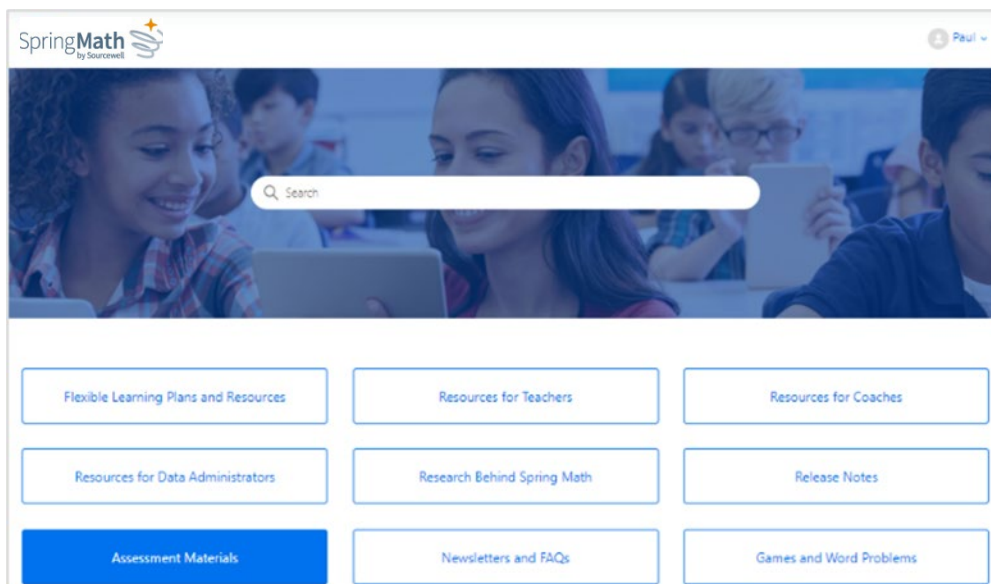 SpringMath
by Sourcewell
Paul
Search
Flexible Learning Plans and Resources
Resources for Teachers
Resources for Coaches
Resources for Data Administrators
Research Behind Spring Math
Release Notes
Assessment Materials
Newsletters and FAQs
Games and Word Problems